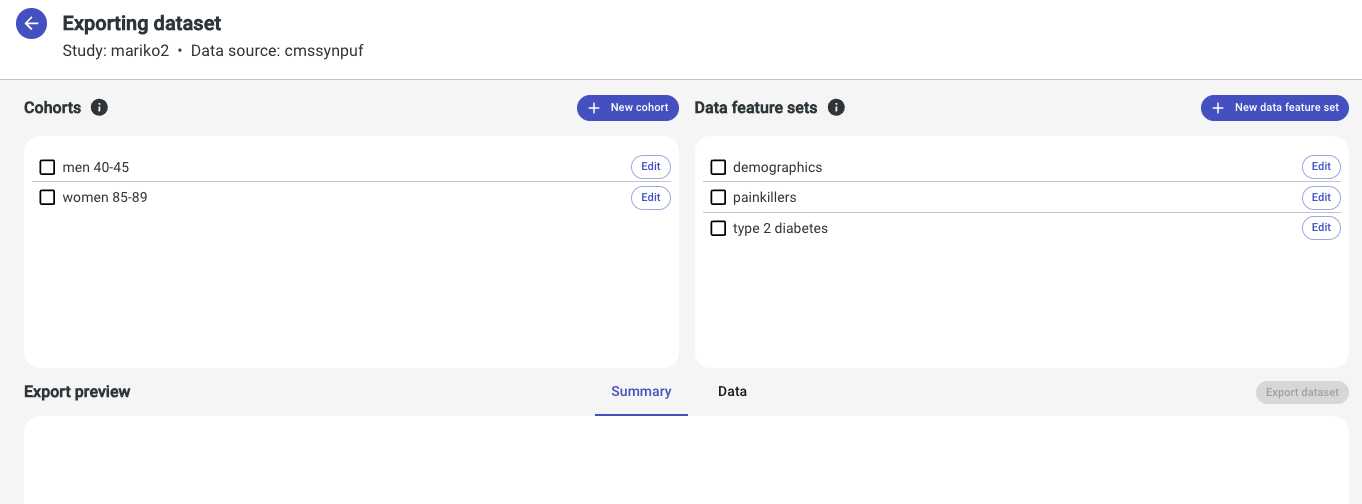 Exporting dataset
Study: mariko2 • Data source: cmssynpuf
Cohorts
New cohort
men 40-45
Edit
women 85-89
Edit
Data feature sets
New data feature set
demographics
Edit
painkillers
Edit
type 2 diabetes
Edit
Export preview
Summary
Data
Export dataset